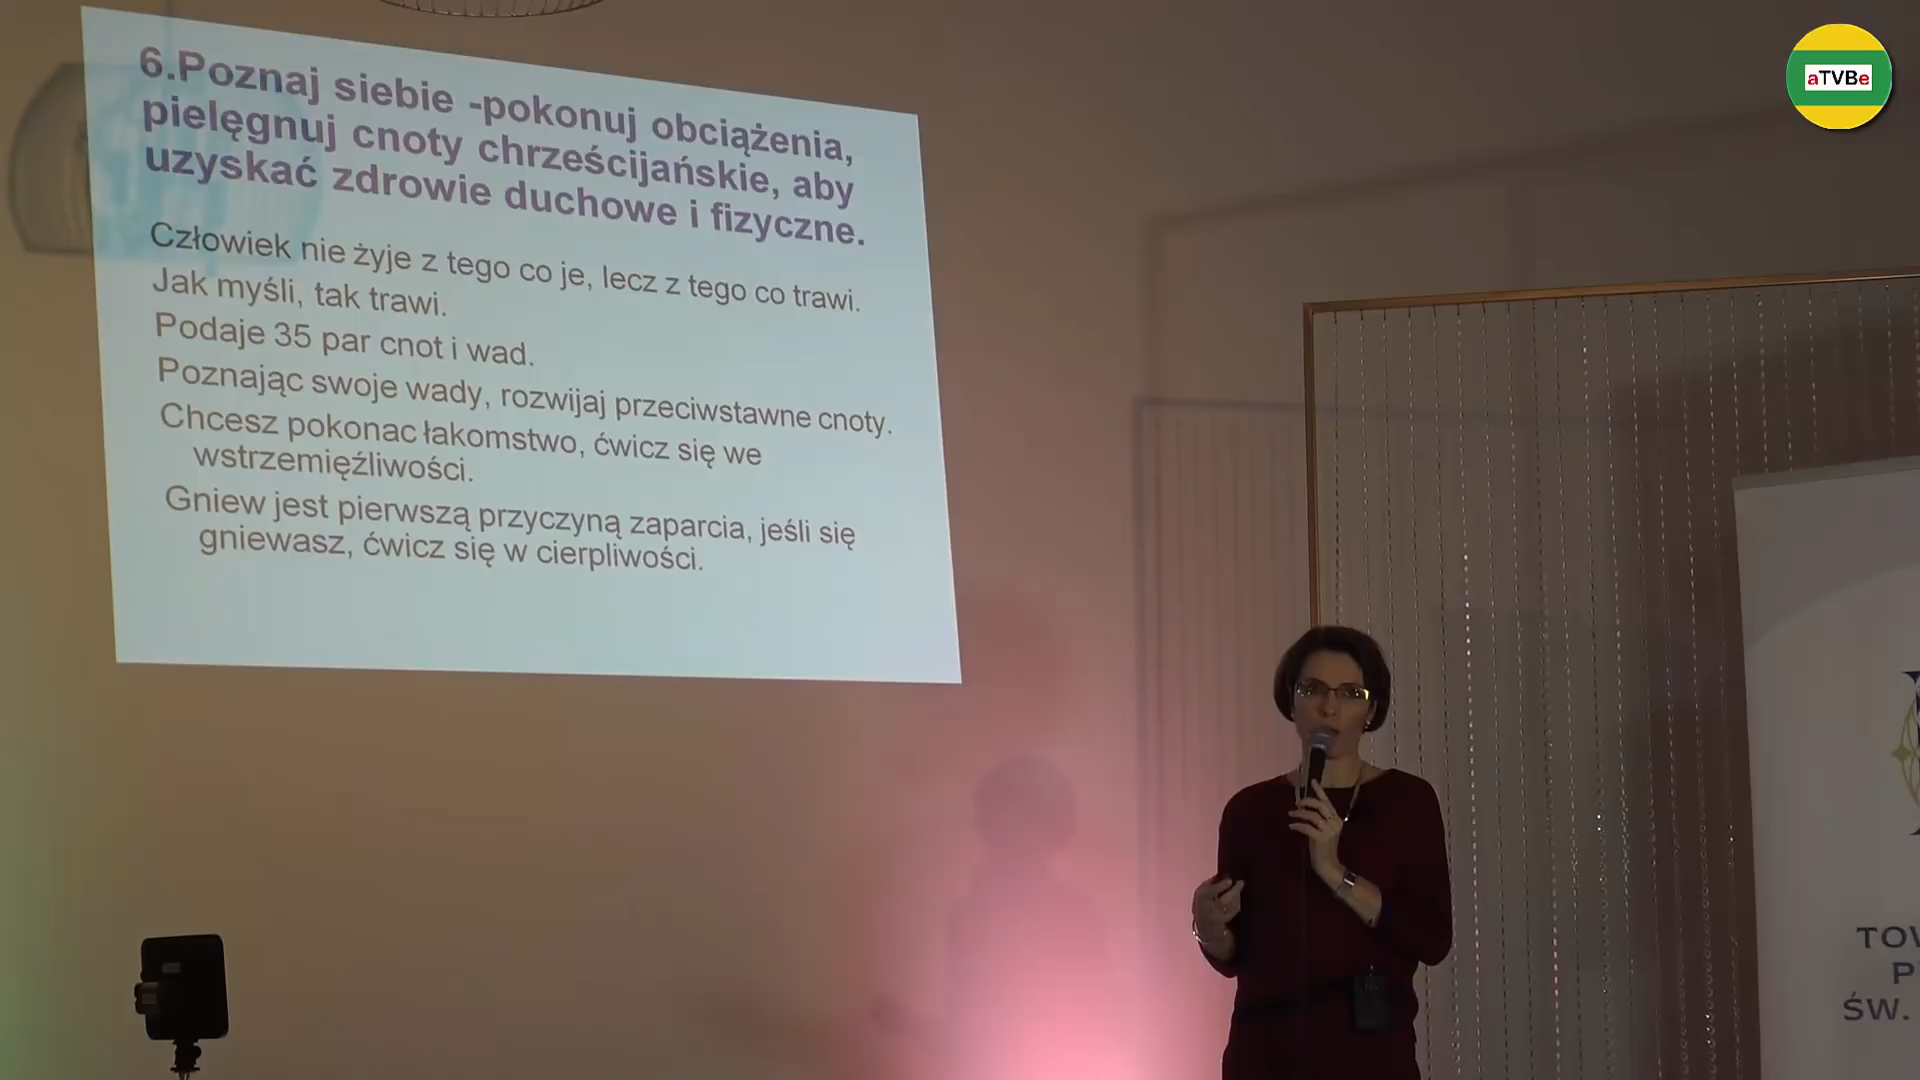 6.Poznaj siebie -pokonuj obciążenia,
pielęgnuj cnoty chrześcijańskie, aby
uzyskać zdrowie duchowe i fizyczne.
Człowiek nie żyje z tego co je, lecz z tego co trawi.
Jak myśli, tak trawi.
Podaje 35 par cnot i wad.
Poznając swoje wady, rozwijaj przeciwstawne cnoty.
Chcesz pokonac łakomstwo, ćwicz się we
wstrzemięźliwości.
Gniew jest pierwszą przyczyną zaparcia, jeśli się
gniewasz, ćwicz się w cierpliwości.
aTVBe
ŚW.